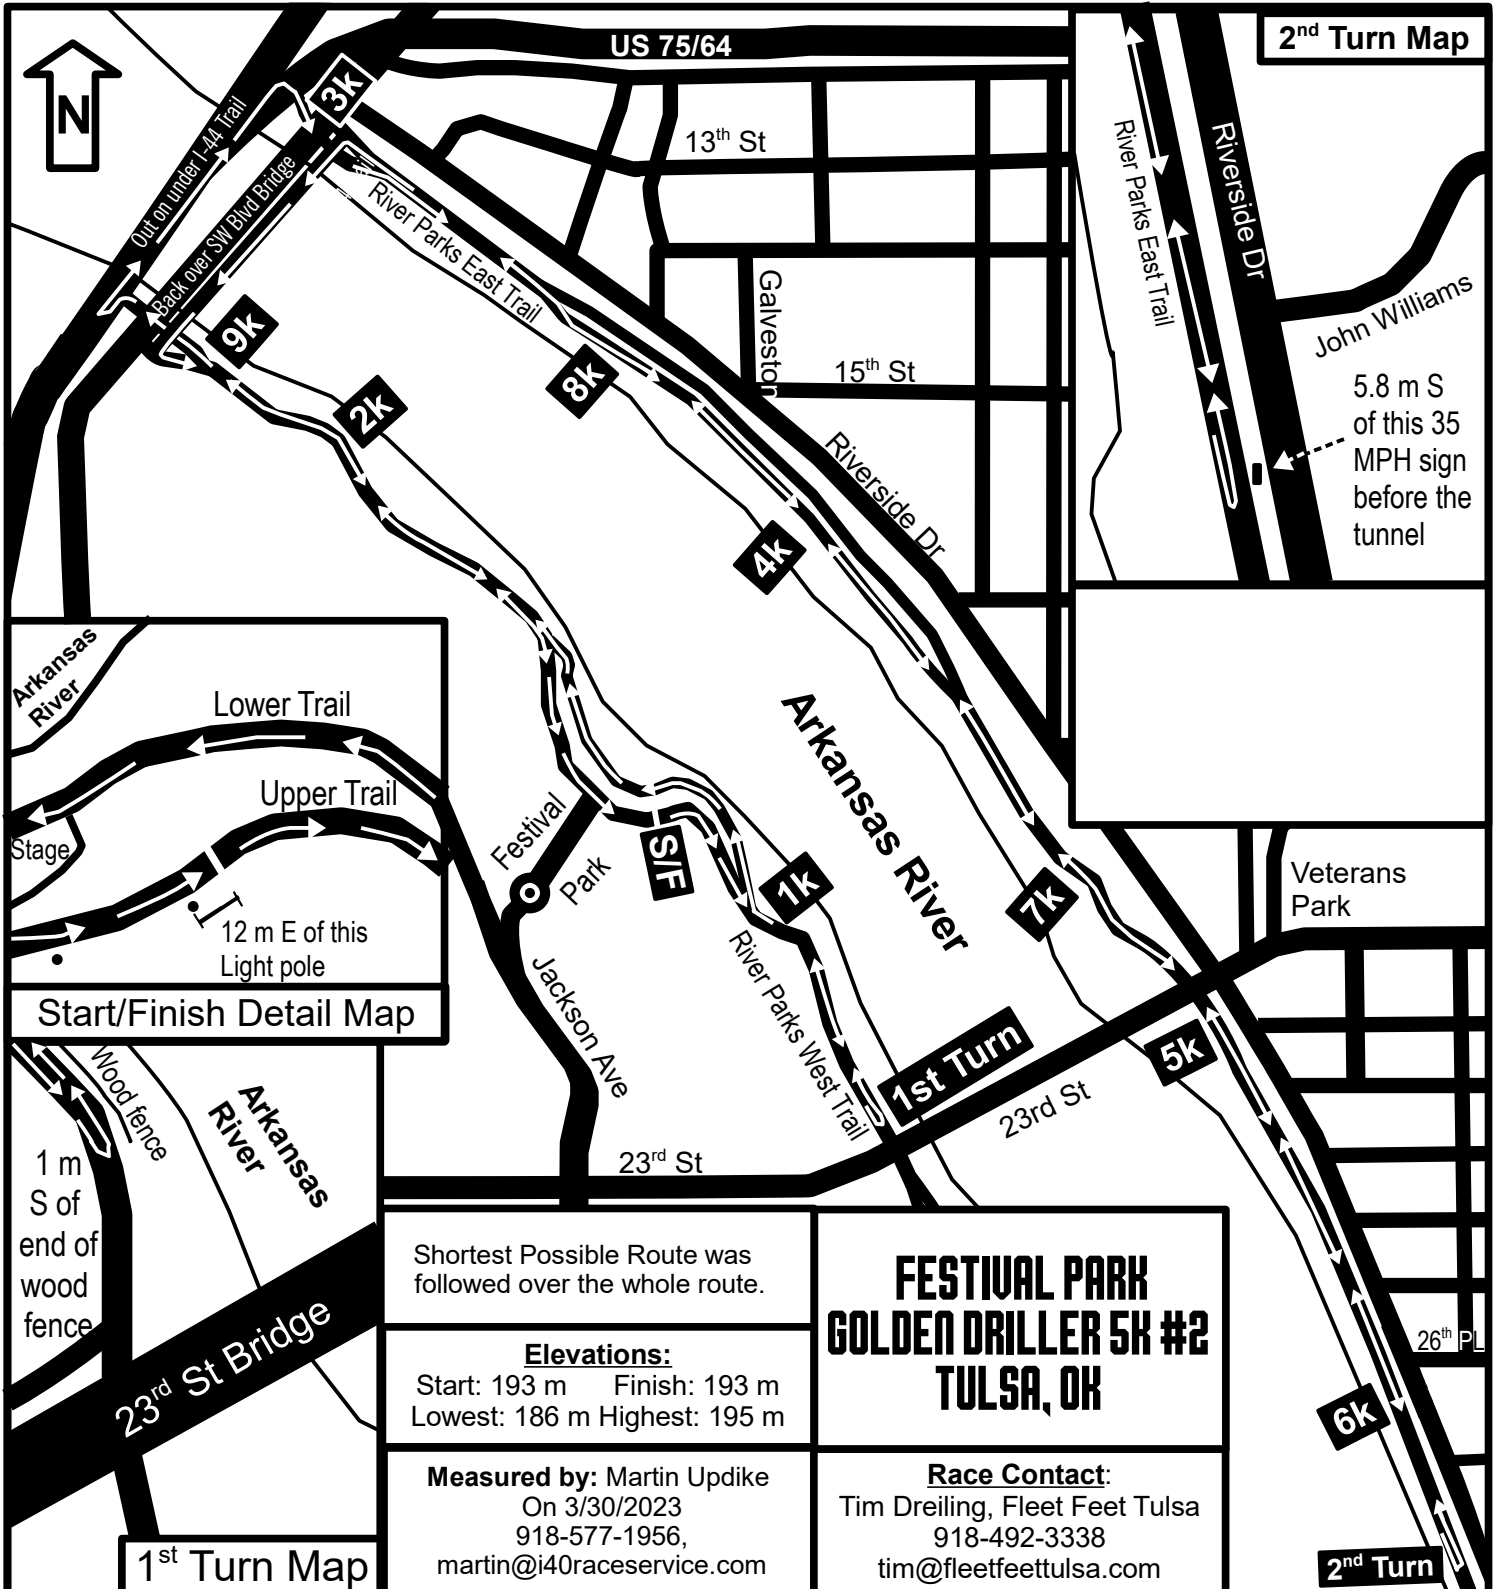 US 75/64
2nd Turn Map
N
3k
Out on under I-44 Trail
Back over SW Blvd Bridge
River Parks East Trail
13th St
Galveston
15th St
Riverside Dr
River Parks East Trail
Riverside Dr
John Williams
5.8 m S
of this 35
MPH sign
before the
tunnel
9k
2k
8k
4k
Arkansas
River
Lower Trail
Upper Trail
Stage
12 m E of this
Light pole
Start/Finish Detail Map
Festival
Park
S/F
1k
Arkansas River
7k
Veterans
Park
Jackson Ave
River Parks West Trail
1st Turn
5k
23rd St
23rd St
Wood fence
Arkansas
River
1 m
S of
end of
wood
fence
23rd St Bridge
1st Turn Map
Shortest Possible Route was
followed over the whole route.
Elevations:
Start: 193 m Finish: 193 m
Lowest: 186 m Highest: 195 m
Measured by: Martin Updike
On 3/30/2023
918-577-1956,
martin@i40raceservice.com
FESTIVAL PARK
GOLDEN DRILLER 5K #2
TULSA, OK
Race Contact:
Tim Dreiling, Fleet Feet Tulsa
918-492-3338
tim@fleetfeettulsa.com
26th PL
6k
2nd Turn